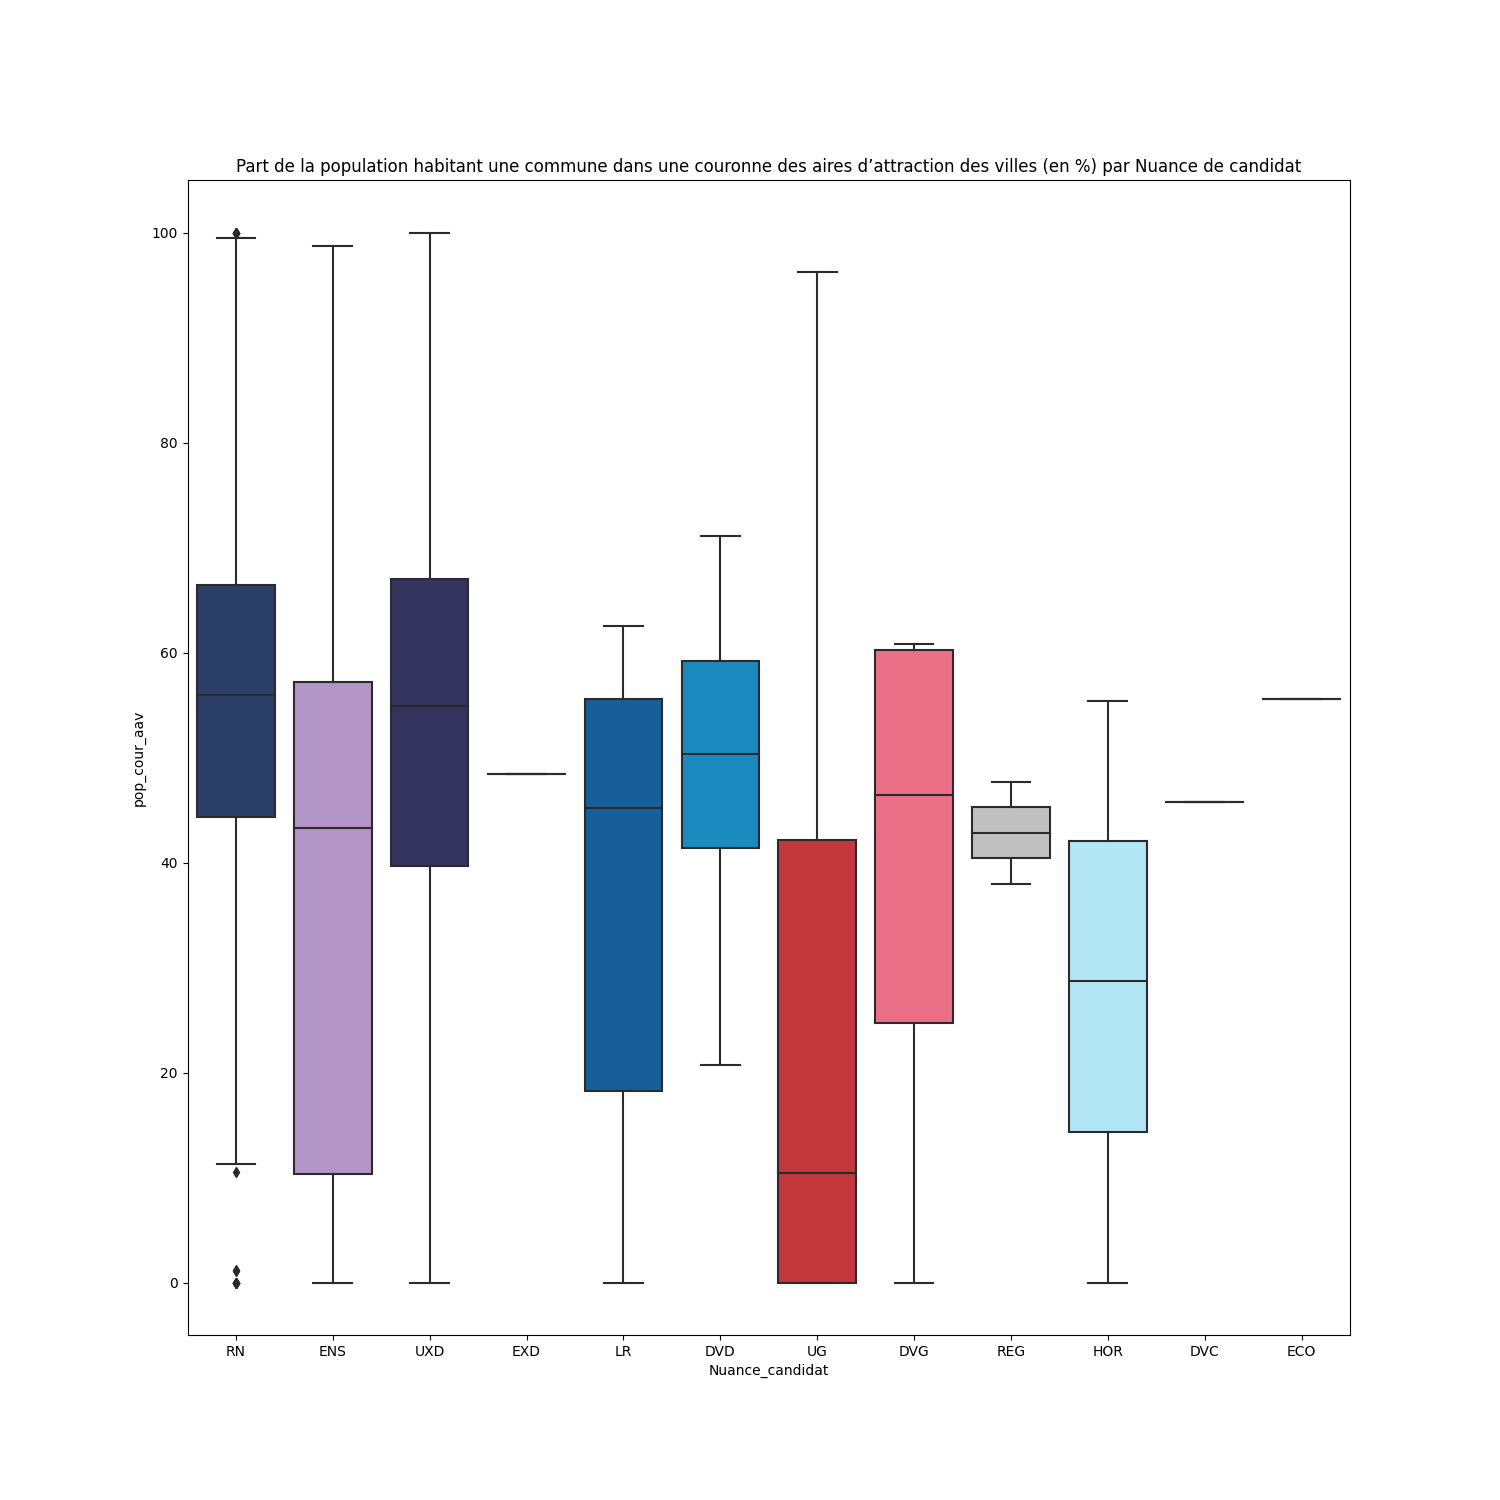 Part de la population habitant une commune dans une couronne des aires d’attraction des villes (en %) par Nuance de candidat
100
80
60
40
20
0
pop_cour_aav
RN ENS UXD EXD LR DVD UG DVG REG HOR DVC ECO
Nuance_candidat